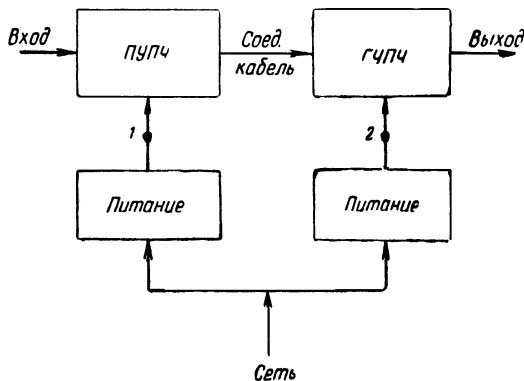 Вход
ПУПЧ
Соед.
кабель
ГУПЧ
Выход
1
2
Питание
Питание
Сеть